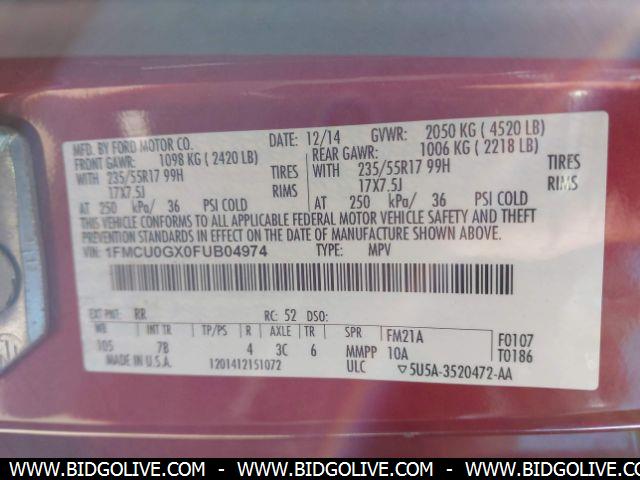 MFD. BY FORD MOTOR CO.
DATE: 12/14 GVWR: 2050 KG ( 4520 LB)
FRONT GAWR: 1098 KG ( 2420 LB) REAR GAWR: 1006 KG ( 2218 LB)
WITH 235/55R17 99H TIRES WITH 235/55R17 99H TIRES
17X7.5J RIMS 17X7.5J RIMS
AT 250 kPa/ 36 PSI COLD AT 250 kPa/ 36 PSI COLD
THIS VEHICLE CONFORMS TO ALL APPLICABLE FEDERAL MOTOR VEHICLE SAFETY AND THEFT
PREVENTION STANDARDS IN EFFECT ON THE DATE OF MANUFACTURE SHOWN ABOVE.
VIN: 1FMCU0GX0FUB04974 TYPE: MPV
EXT PNT: RR RC: 52 DSO:
WB INT TR TP/PS R AXLE TR SPR FM21A F0107
105 7B 4 3C 6 MMPP 10A T0186
MADE IN U.S.A. 1201412151072 ULC ▽5U5A-3520472-AA
WWW.BIDGOLIVE.COM - WWW.BIDGOLIVE.COM - WWW.BIDGOLIVE.COM